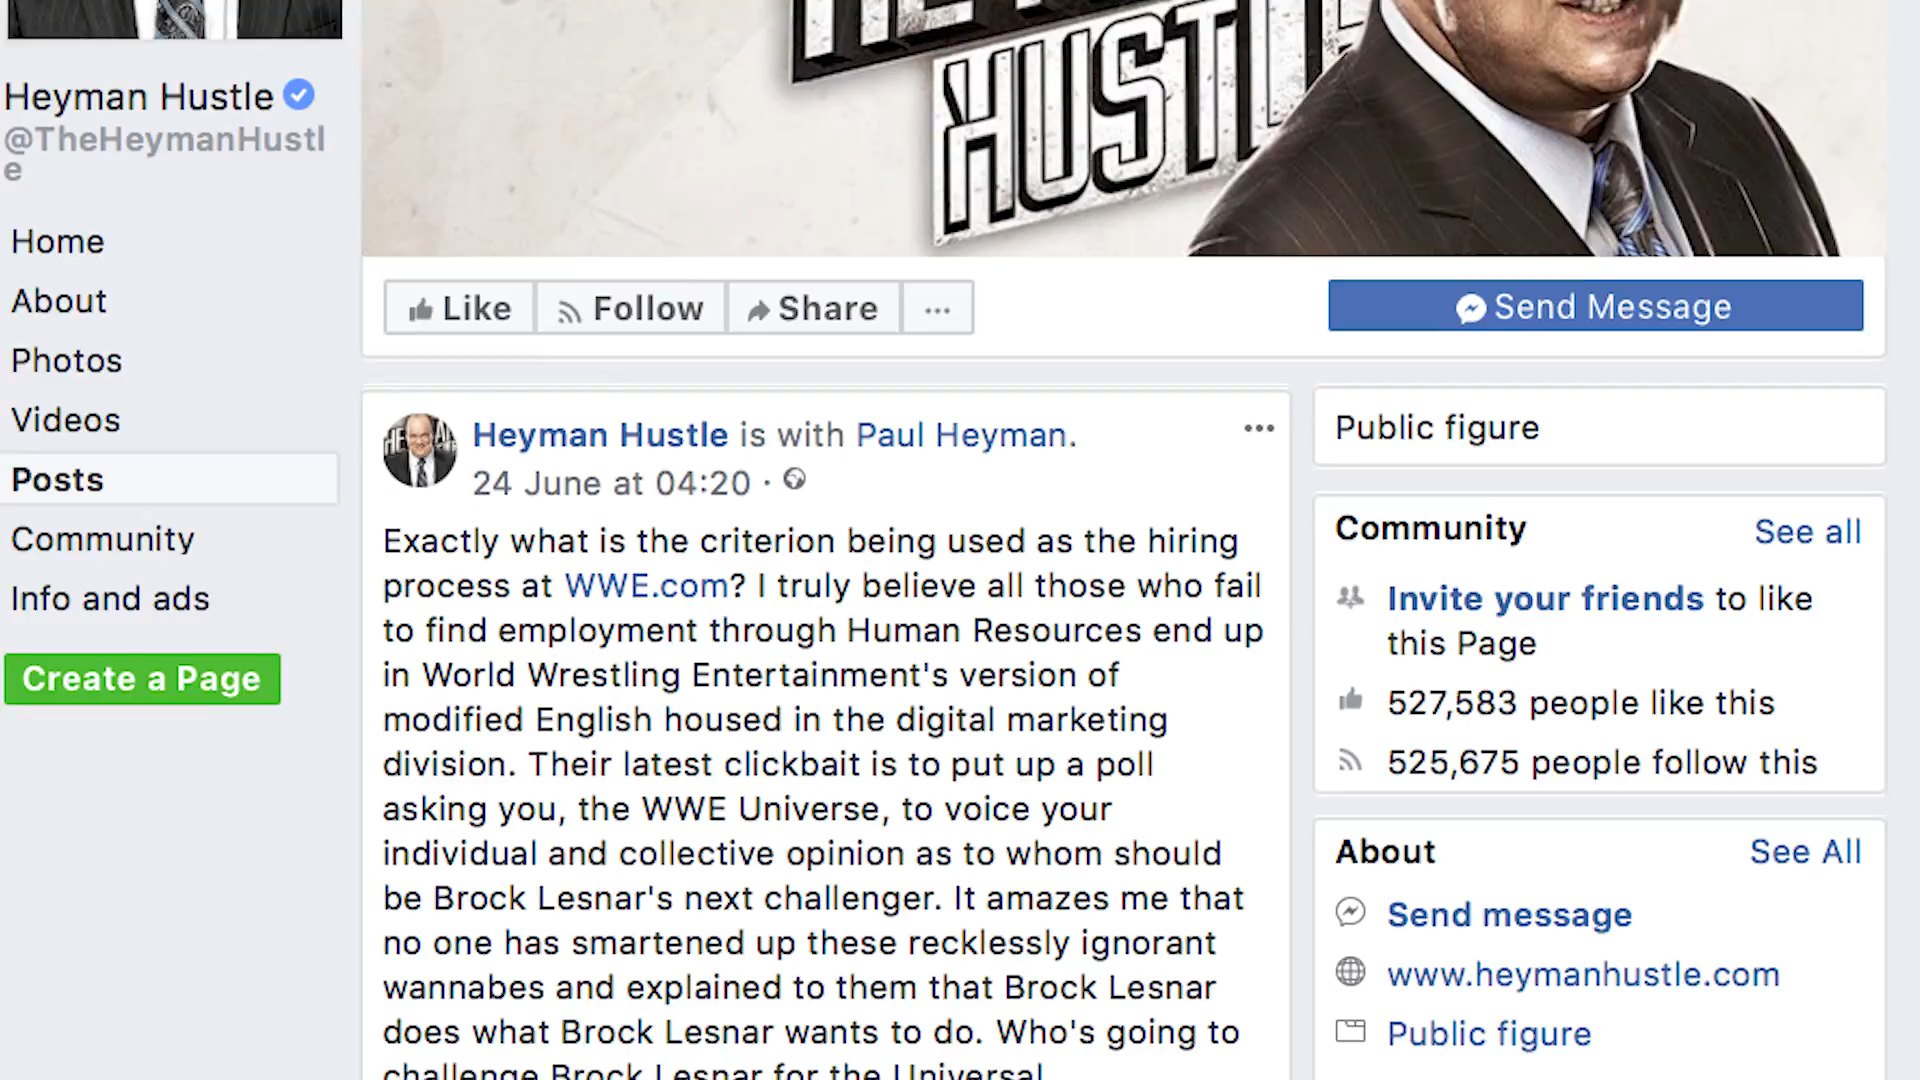 HUSTLE
Heyman Hustle
@TheHeymanHustl
e
Home
About
Photos
Videos
Posts
Community
Info and ads
Create a Page
Like
Follow
Share
...
Send Message
Heyman Hustle is with Paul Heyman.
24 June at 04:20 ·
Exactly what is the criterion being used as the hiring
process at WWE.com? I truly believe all those who fail
to find employment through Human Resources end up
in World Wrestling Entertainment's version of
modified English housed in the digital marketing
division. Their latest clickbait is to put up a poll
asking you, the WWE Universe, to voice your
individual and collective opinion as to whom should
be Brock Lesnar's next challenger. It amazes me that
no one has smartened up these recklessly ignorant
wannabes and explained to them that Brock Lesnar
does what Brock Lesnar wants to do. Who's going to
challenge Brock Lesnar for the Universal
Public figure
Community
See all
Invite your friends to like
this Page
527,583 people like this
525,675 people follow this
About
See All
Send message
www.heymanhustle.com
Public figure